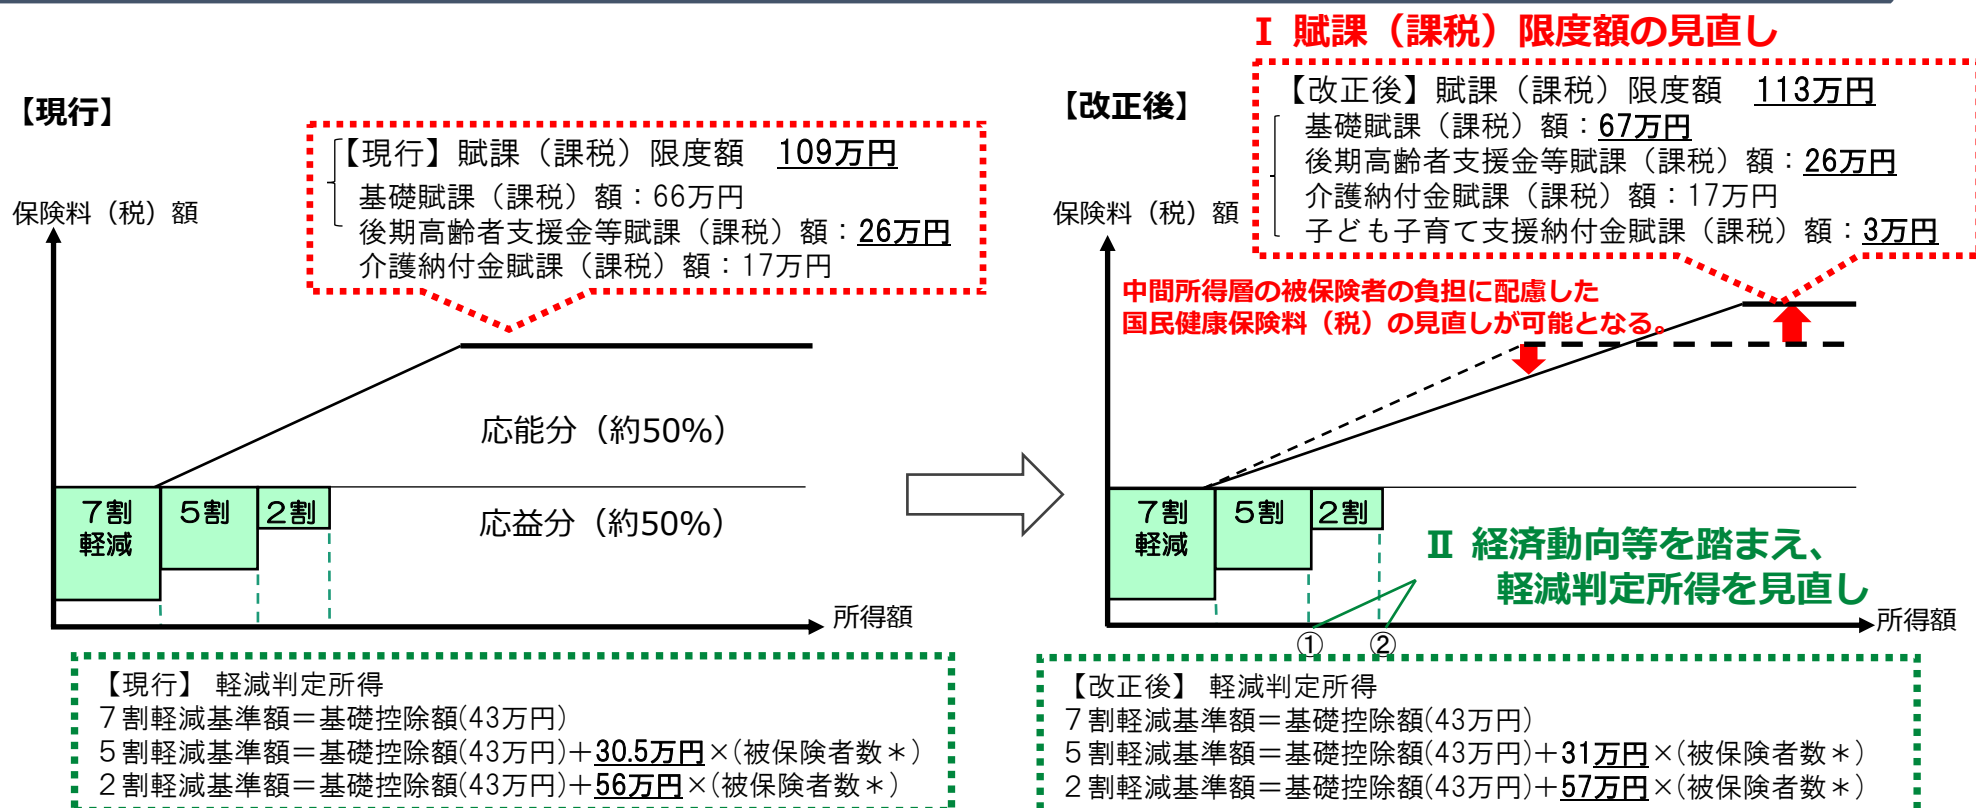 Ⅰ 賦課（課税）限度額の見直し
【現行】
【現行】賦課（課税）限度額　109万円
基礎賦課（課税）額：66万円
後期高齢者支援金等賦課（課税）額：26万円
介護納付金賦課（課税）額：17万円
保険料（税）額
応能分（約50%）
応益分（約50%）
７割
軽減
５割
２割
所得額
【現行】 軽減判定所得
７割軽減基準額＝基礎控除額(43万円)
５割軽減基準額＝基礎控除額(43万円)＋30.5万円×(被保険者数＊)
２割軽減基準額＝基礎控除額(43万円)＋56万円×(被保険者数＊)
【改正後】
【改正後】賦課（課税）限度額　113万円
基礎賦課（課税）額：67万円
後期高齢者支援金等賦課（課税）額：26万円
介護納付金賦課（課税）額：17万円
子ども子育て支援納付金賦課（課税）額：3万円
保険料（税）額
中間所得層の被保険者の負担に配慮した
国民健康保険料（税）の見直しが可能となる。
７割
軽減
５割
２割
Ⅱ 経済動向等を踏まえ、
軽減判定所得を見直し
所得額
①
②
【改正後】 軽減判定所得
７割軽減基準額＝基礎控除額(43万円)
５割軽減基準額＝基礎控除額(43万円)＋31万円×(被保険者数＊)
２割軽減基準額＝基礎控除額(43万円)＋57万円×(被保険者数＊)